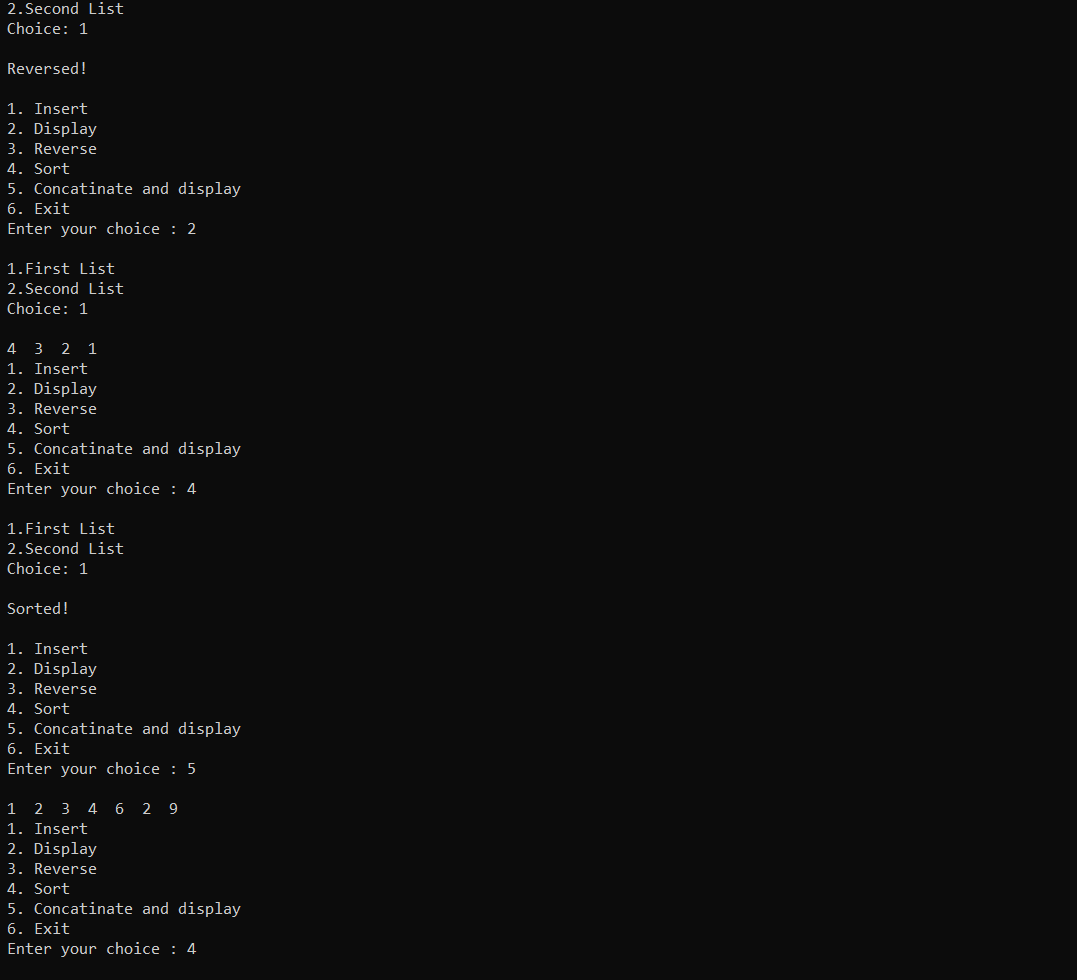 2.Second List
Choice: 1
Reversed!
1. Insert
2. Display
3. Reverse
4. Sort
5. Concatinate and display
6. Exit
Enter your choice : 2
1.First List
2.Second List
Choice: 1
4  3  2  1
1. Insert
2. Display
3. Reverse
4. Sort
5. Concatinate and display
6. Exit
Enter your choice : 4
1.First List
2.Second List
Choice: 1
Sorted!
1. Insert
2. Display
3. Reverse
4. Sort
5. Concatinate and display
6. Exit
Enter your choice : 5
1  2  3  4  6  2  9
1. Insert
2. Display
3. Reverse
4. Sort
5. Concatinate and display
6. Exit
Enter your choice : 4